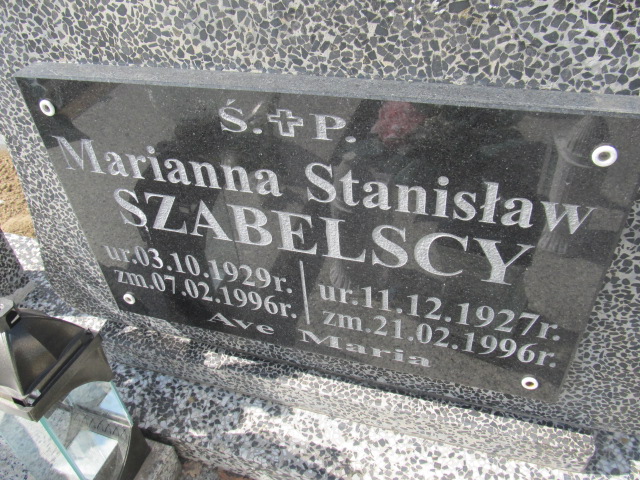 Ś. ✝ P.
Marianna Stanisław
SZABELSCY
ur.03.10.1929r. ur.11.12.1927r.
zm.07.02.1996r. zm.21.02.1996r.
Ave Maria